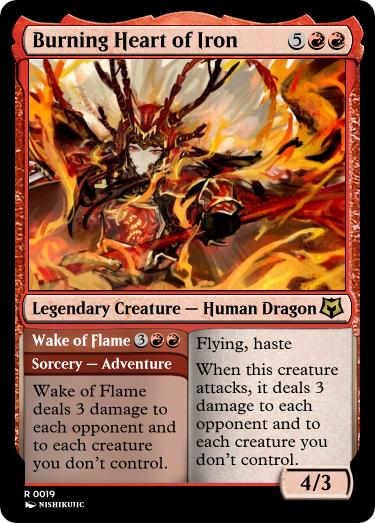 Burning Heart of Iron 5
Legendary Creature — Human Dragon
Wake of Flame 3
Sorcery — Adventure
Wake of Flame
deals 3 damage to
each opponent and
to each creature
you don't control.
Flying, haste
When this creature
attacks, it deals 3
damage to each
opponent and to
each creature you
don't control.
4/3
R 0019
NISHIKUJIC